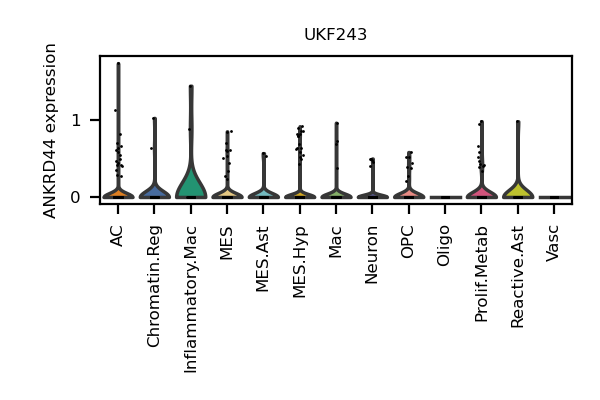 UKF243
ANKRD44 expression
1
0
AC
Chromatin.Reg
Inflammatory.Mac
MES
MES.Ast
MES.Hyp
Mac
Neuron
OPC
Oligo
Prolif.Metab
Reactive.Ast
Vasc